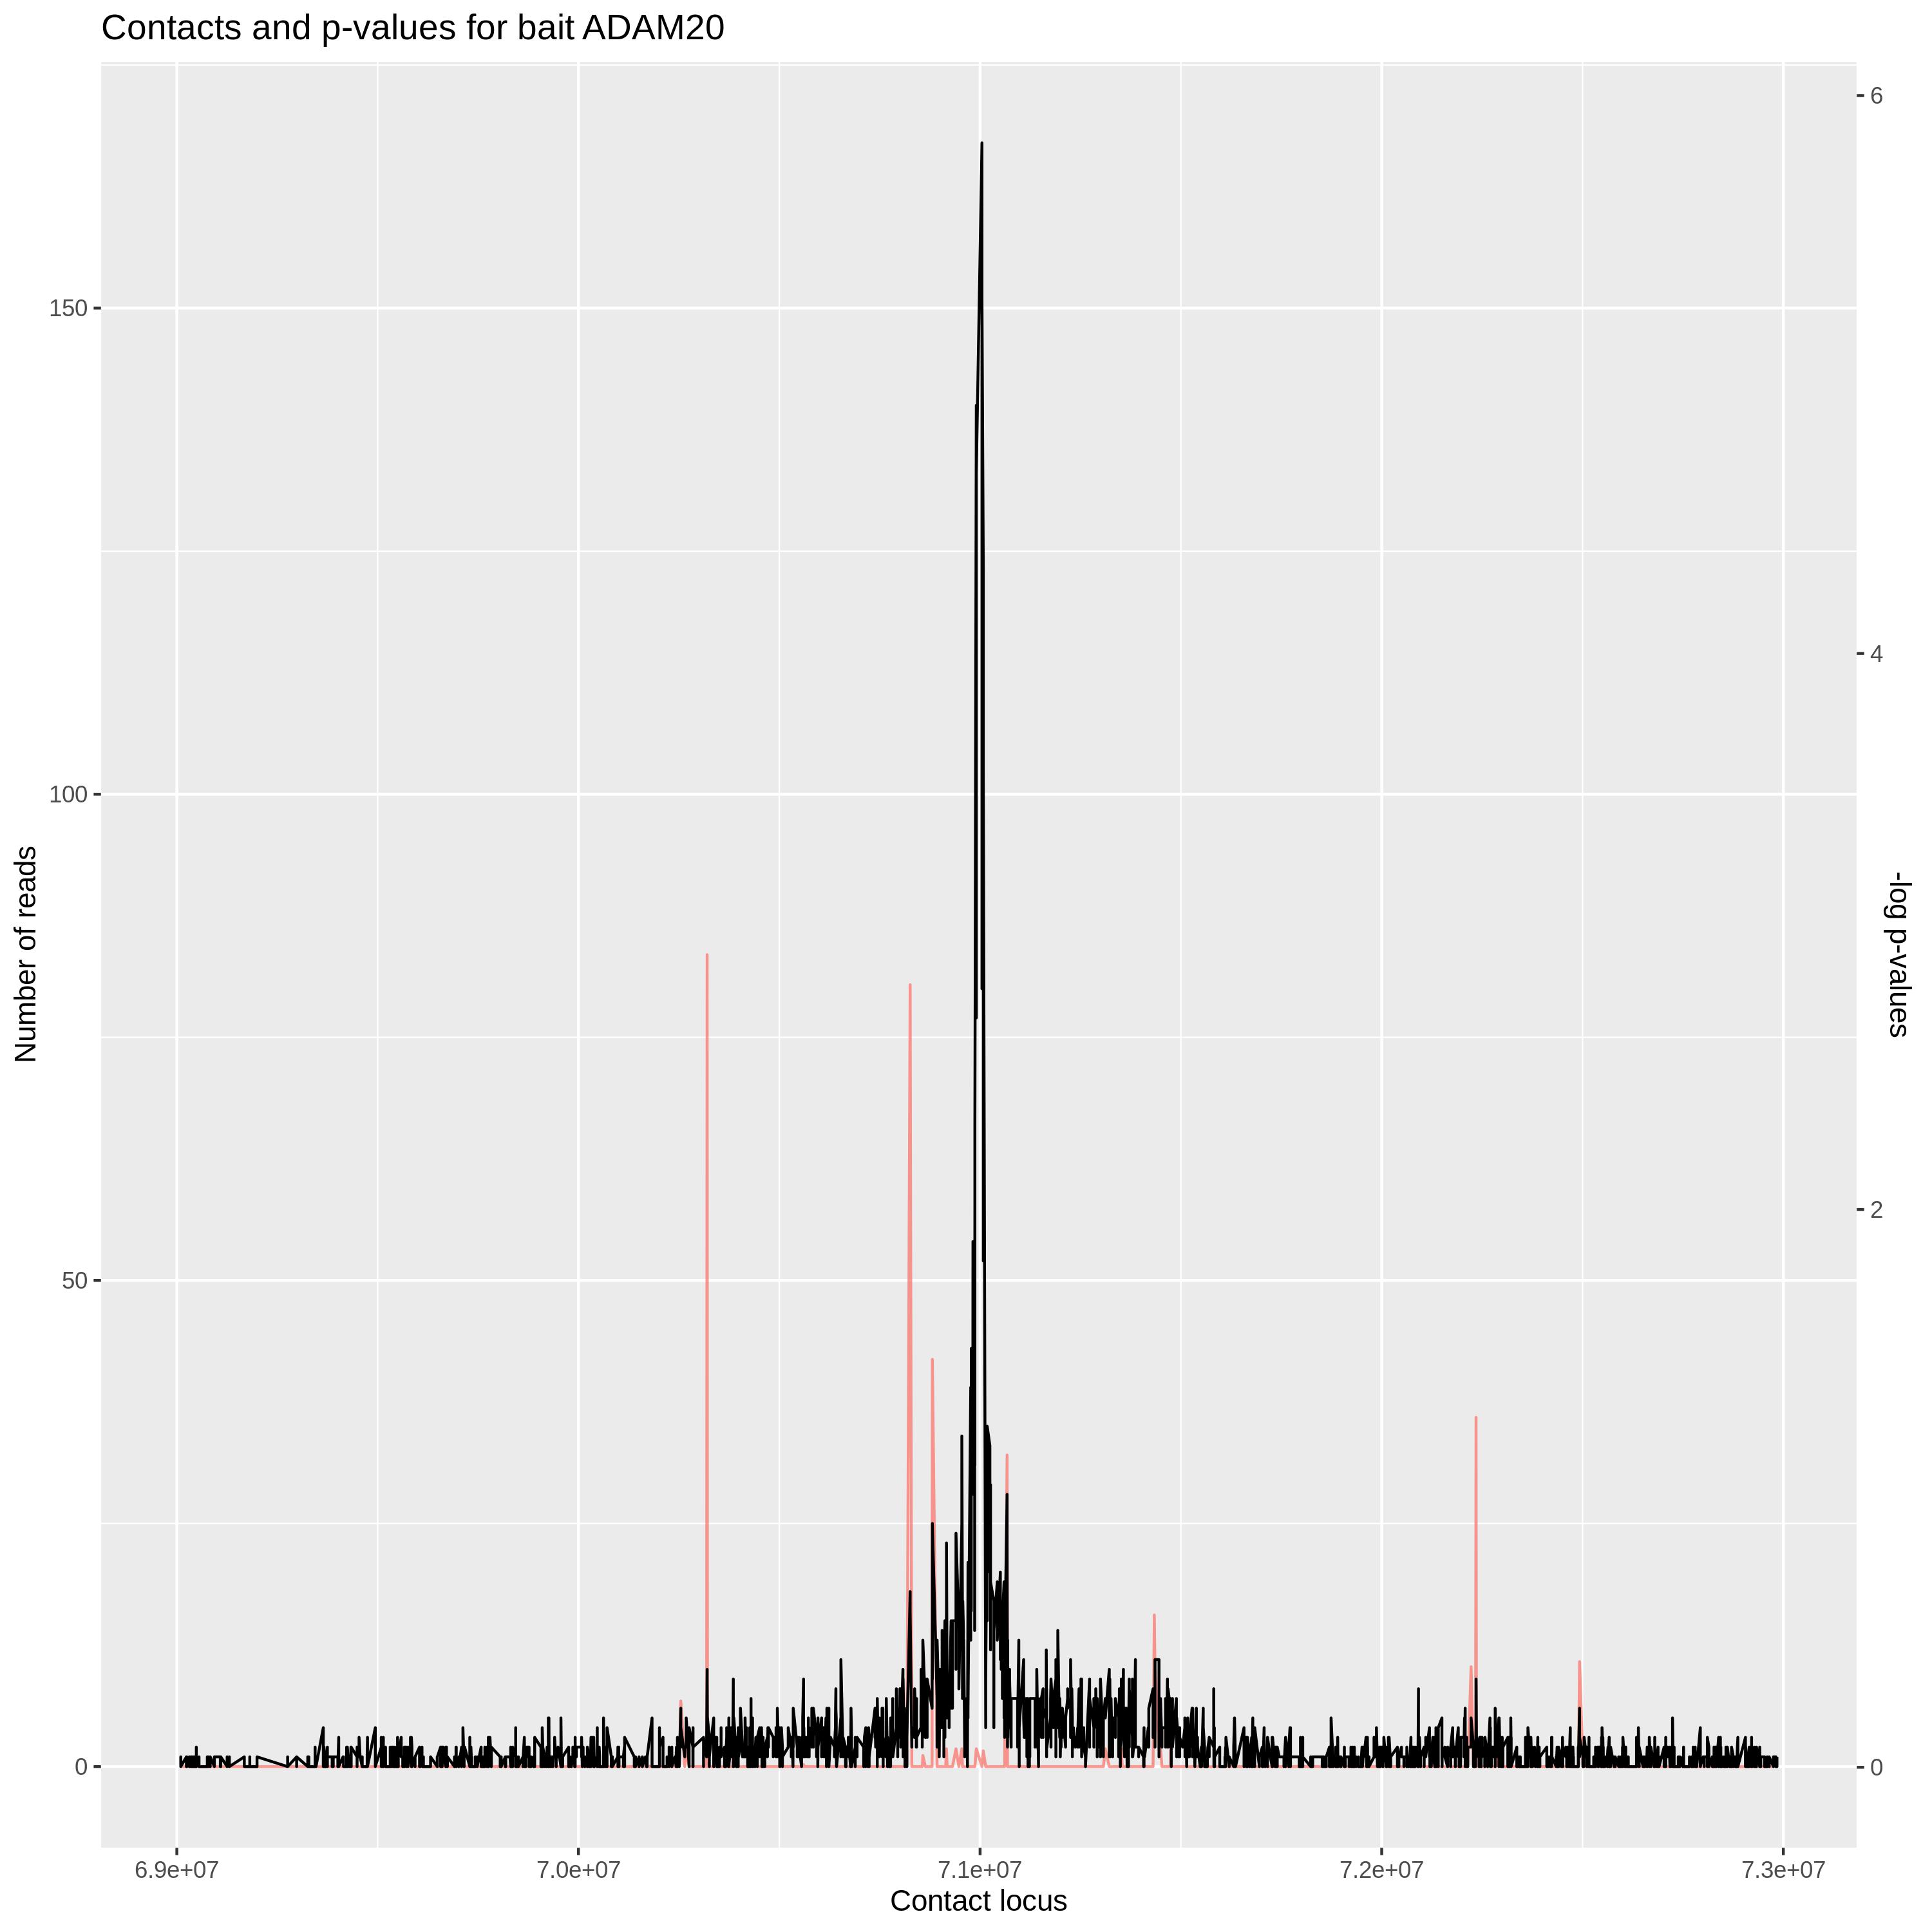 Contacts and p-values for bait ADAM20
6
150
4
100
Number of reads
-log p-values
2
50
0
0
6.9e+07 7.0e+07 7.1e+07 7.2e+07 7.3e+07
Contact locus